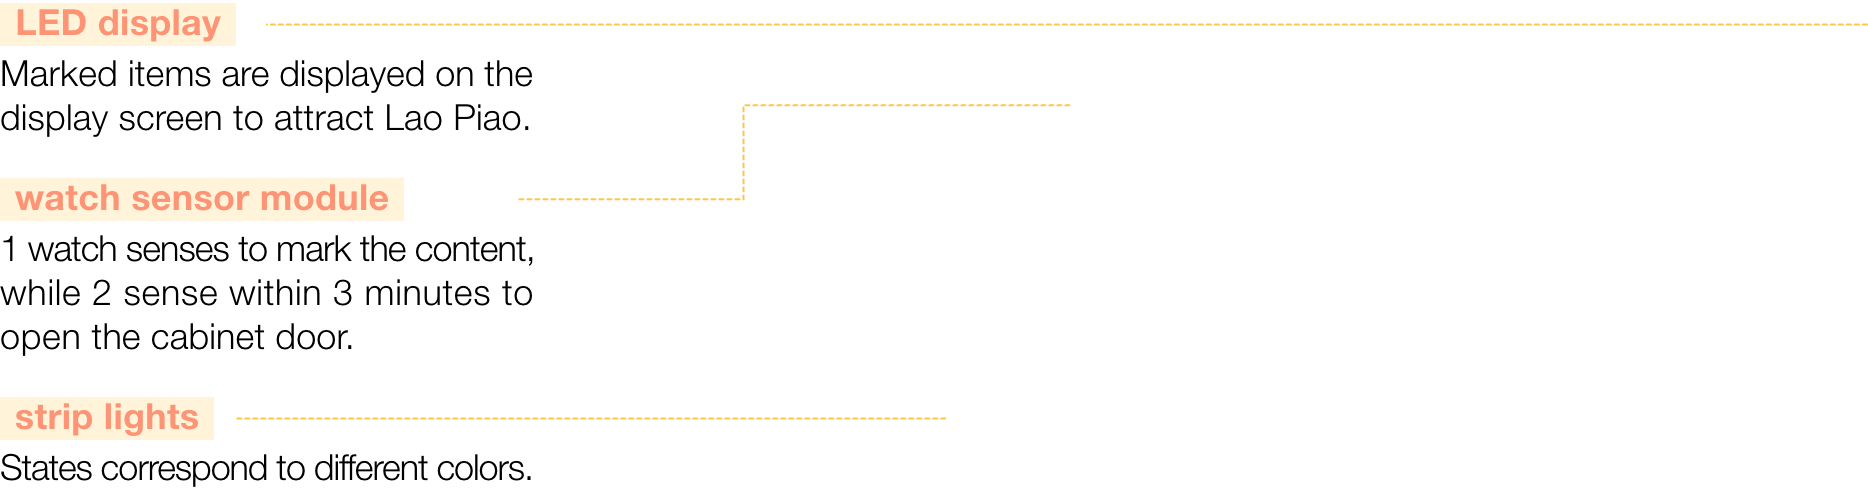 LED display
Marked items are displayed on the
display screen to attract Lao Piao.
watch sensor module
1 watch senses to mark the content,
while 2 sense within 3 minutes to
open the cabinet door.
strip lights
States correspond to different colors.